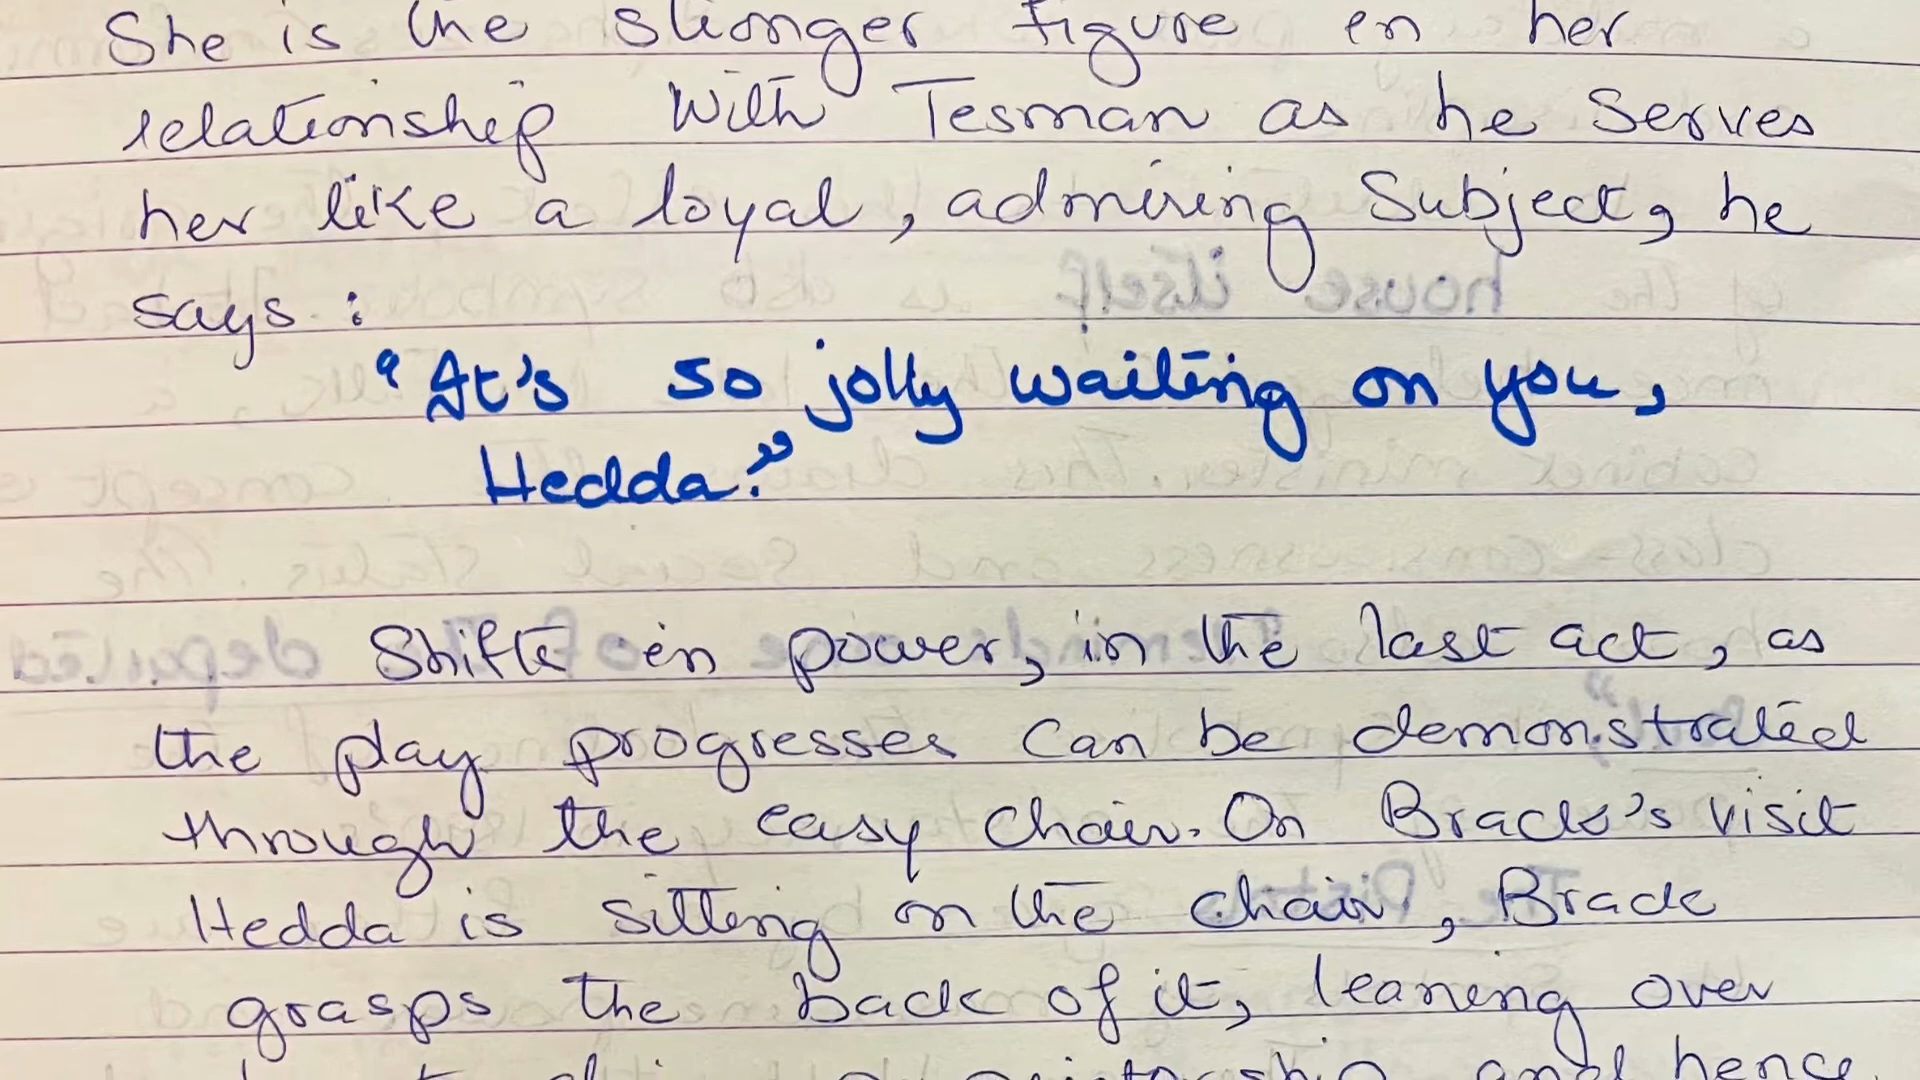 She is the stronger figure in her
relationship with Tesman as he serves
her like a loyal, admiring subject, he
says :
"It's so jolly waiting on you,
Hedda."
Shifts in power, in the last act, as
the play progresses can be demonstrated
through the easy chair. On Brack's visit
Hedda is sitting on the chair, Brack
grasps the back of it, leaning over
and hence